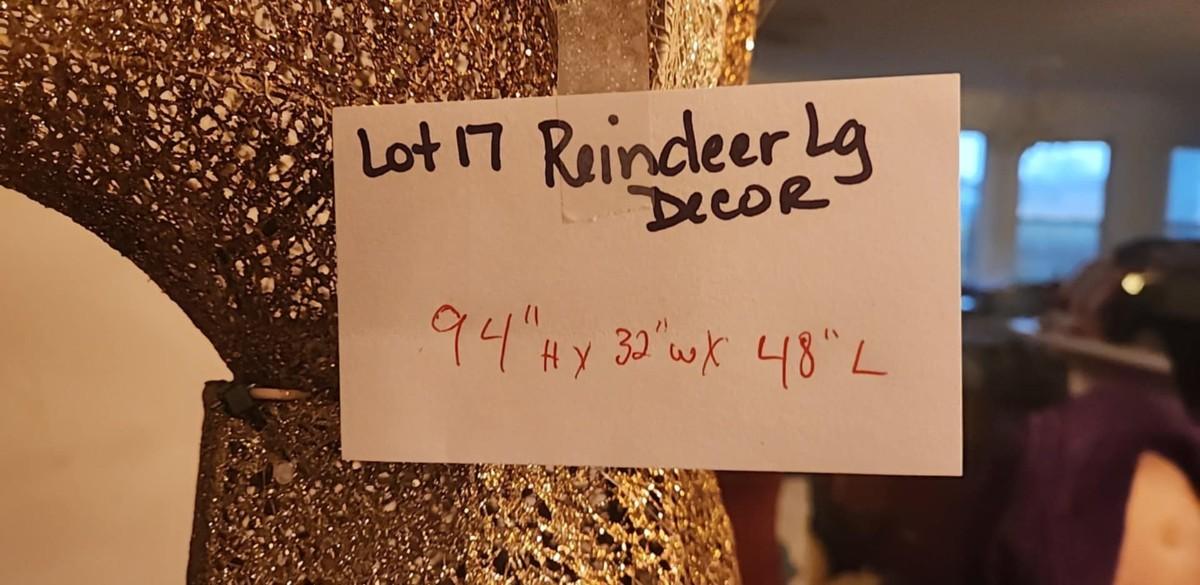 Lot 17 Reindeer Lg
Decor
94" H x 32" w x 48" L